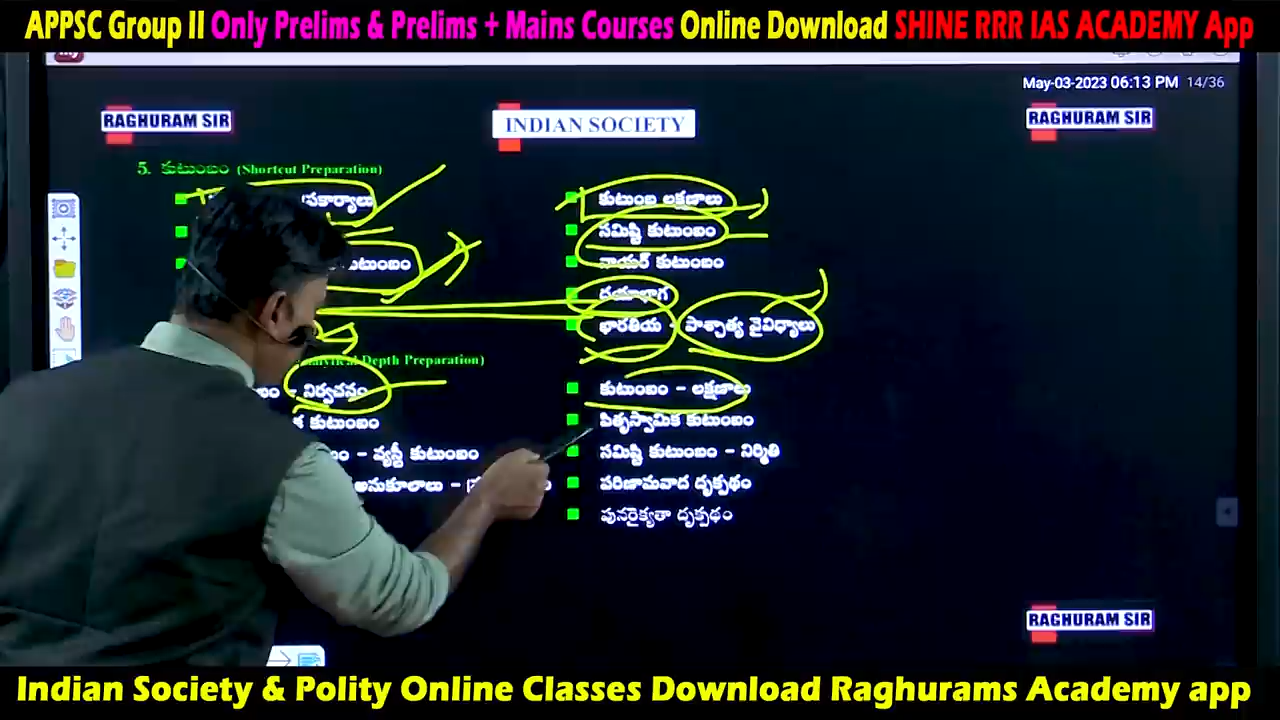 APPSC Group II Only Prelims & Prelims + Mains Courses Online Download SHINE RRR IAS ACADEMY App
May-03-2023 06:13 PM 14/36
RAGHURAM SIR INDIAN SOCIETY RAGHURAM SIR
5. కుటుంబం (Shortcut Preparation)
కుటుంబ లక్షణాలు
సమిష్టి కుటుంబం
కుటుంబం నాయర్ కుటుంబం
దయాభాగ
భారతీయ - పాశ్చాత్య వైవిధ్యాలు
Depth Preparation)
- నిర్వచనం కుటుంబం - లక్షణాలు
కుటుంబం పితృస్వామిక కుటుంబం
- వ్యస్టీ కుటుంబం సమిష్టి కుటుంబం - నిర్మితి
అనుకూలాలు - పరిణామవాద దృక్పథం
పునరైక్యతా దృక్పథం
RAGHURAM SIR
Indian Society & Polity Online Classes Download Raghurams Academy app